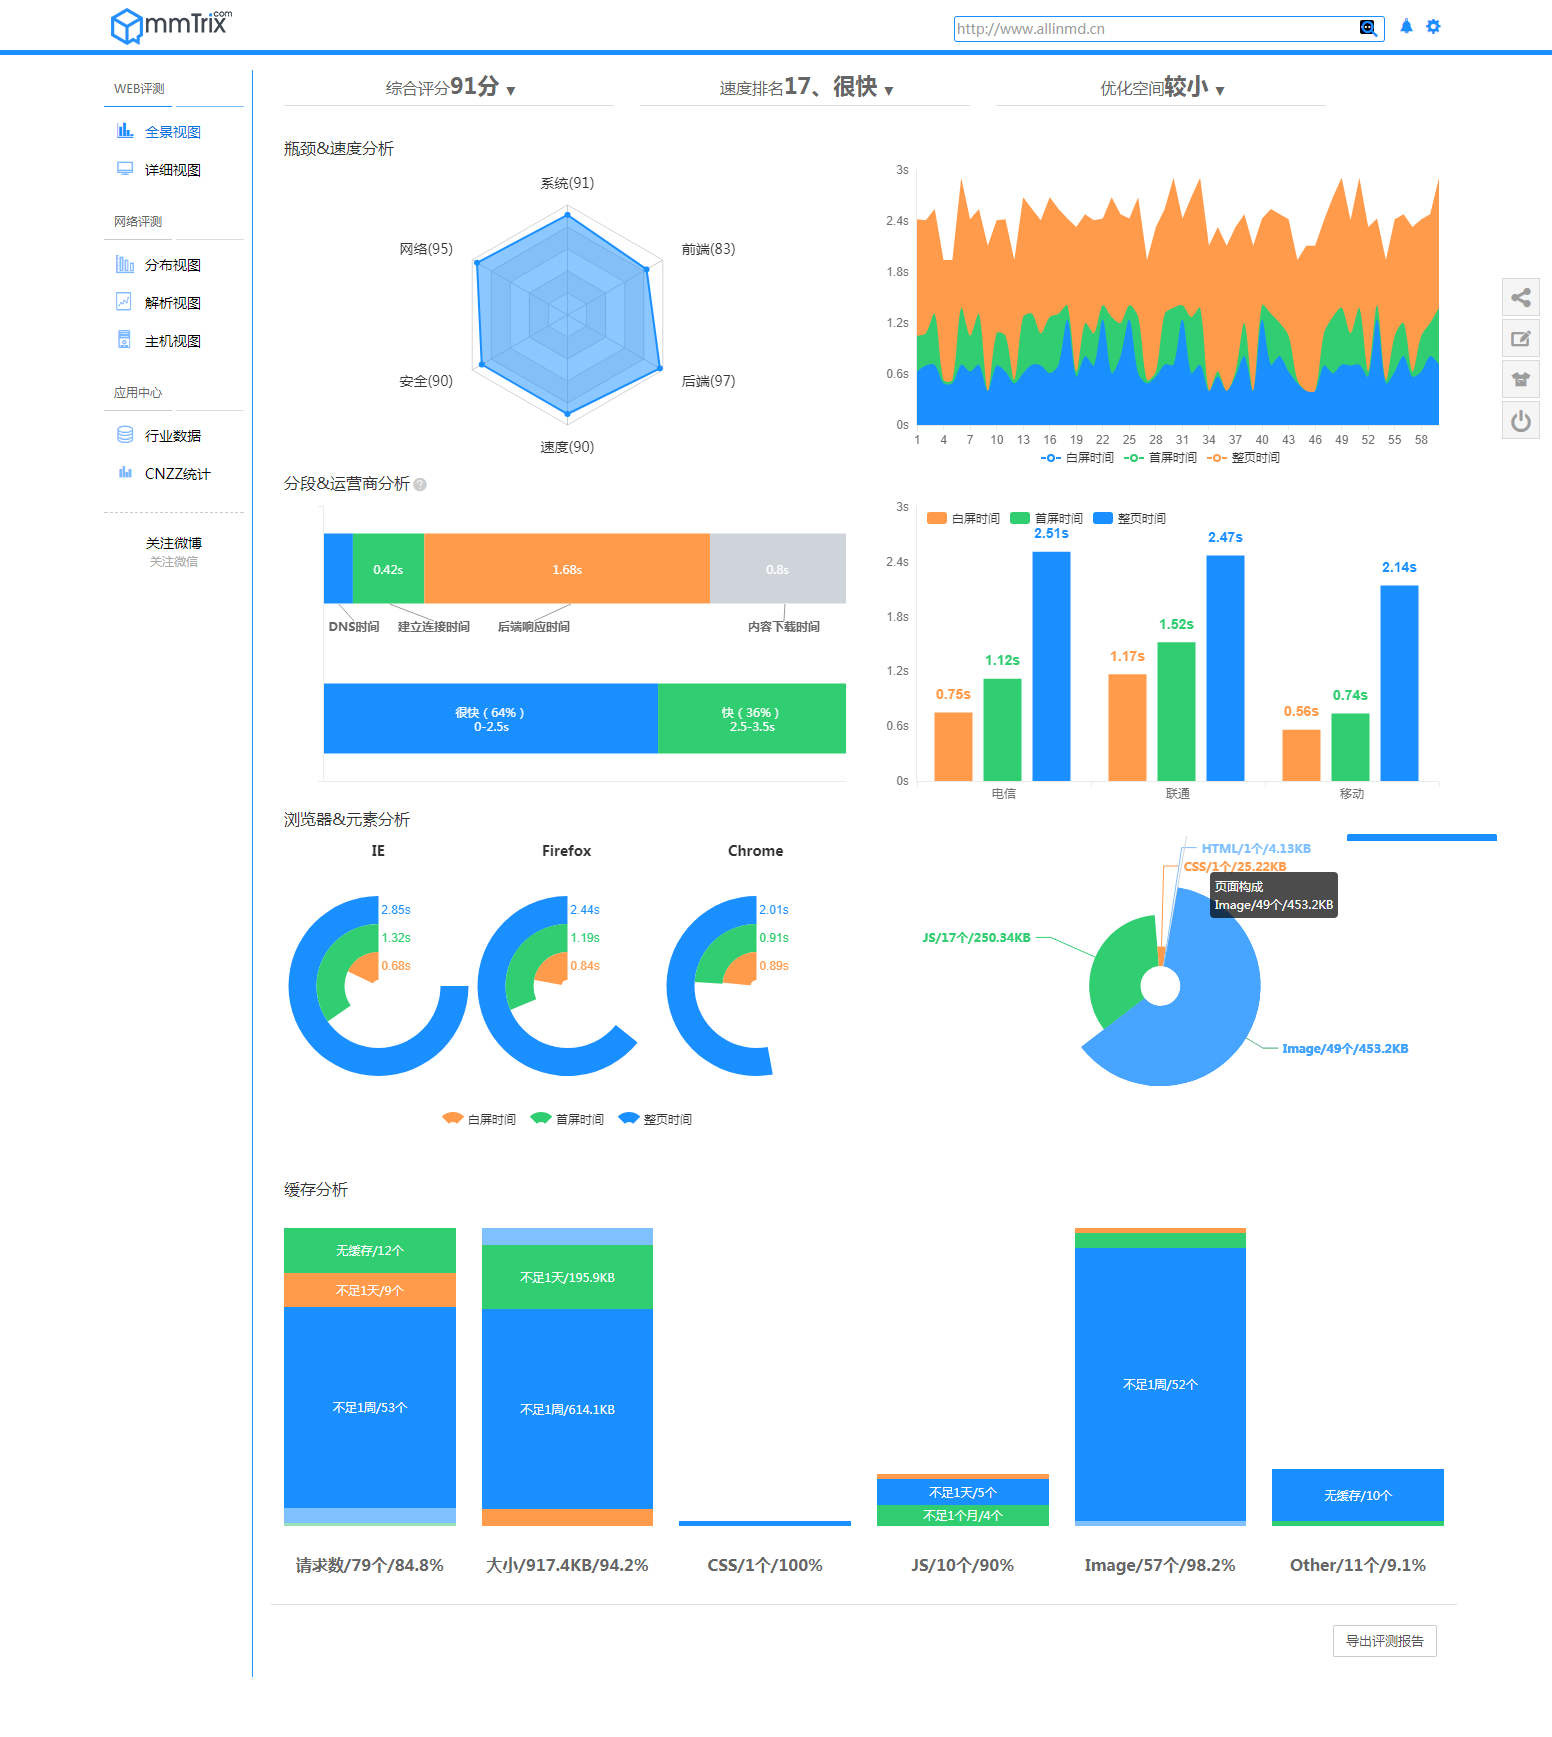 mmTrix.com
http://www.allinmd.cn
WEB评测
全景视图
详细视图
网络评测
分布视图
解析视图
主机视图
应用中心
行业数据
CNZZ统计
关注微博
关注微信
综合评分91分 ▼
速度排名17、很快 ▼
优化空间较小 ▼
瓶颈&速度分析
系统(91)
网络(95)
前端(83)
安全(90)
后端(97)
速度(90)
3s
2.4s
1.8s
1.2s
0.6s
0s
1 4 7 10 13 16 19 22 25 28 31 34 37 40 43 46 49 52 55 58
白屏时间 首屏时间 整页时间
分段&运营商分析 ?
0.42s 1.68s 0.8s
DNS时间 建立连接时间 后端响应时间 内容下载时间
很快（64%）
0-2.5s
快（36%）
2.5-3.5s
3s
2.4s
1.8s
1.2s
0.6s
0s
白屏时间 首屏时间 整页时间
0.75s 1.12s 2.51s
1.17s 1.52s 2.47s
0.56s 0.74s 2.14s
电信 联通 移动
浏览器&元素分析
IE
2.85s
1.32s
0.68s
Firefox
2.44s
1.19s
0.84s
Chrome
2.01s
0.91s
0.89s
白屏时间 首屏时间 整页时间
HTML/1个/4.13KB
CSS/1个/25.22KB
页面构成
Image/49个/453.2KB
JS/17个/250.34KB
Image/49个/453.2KB
缓存分析
无缓存/12个
不足1天/9个
不足1周/53个
不足1天/195.9KB
不足1周/614.1KB
不足1天/5个
不足1个月/4个
不足1周/52个
无缓存/10个
请求数/79个/84.8%
大小/917.4KB/94.2%
CSS/1个/100%
JS/10个/90%
Image/57个/98.2%
Other/11个/9.1%
导出评测报告